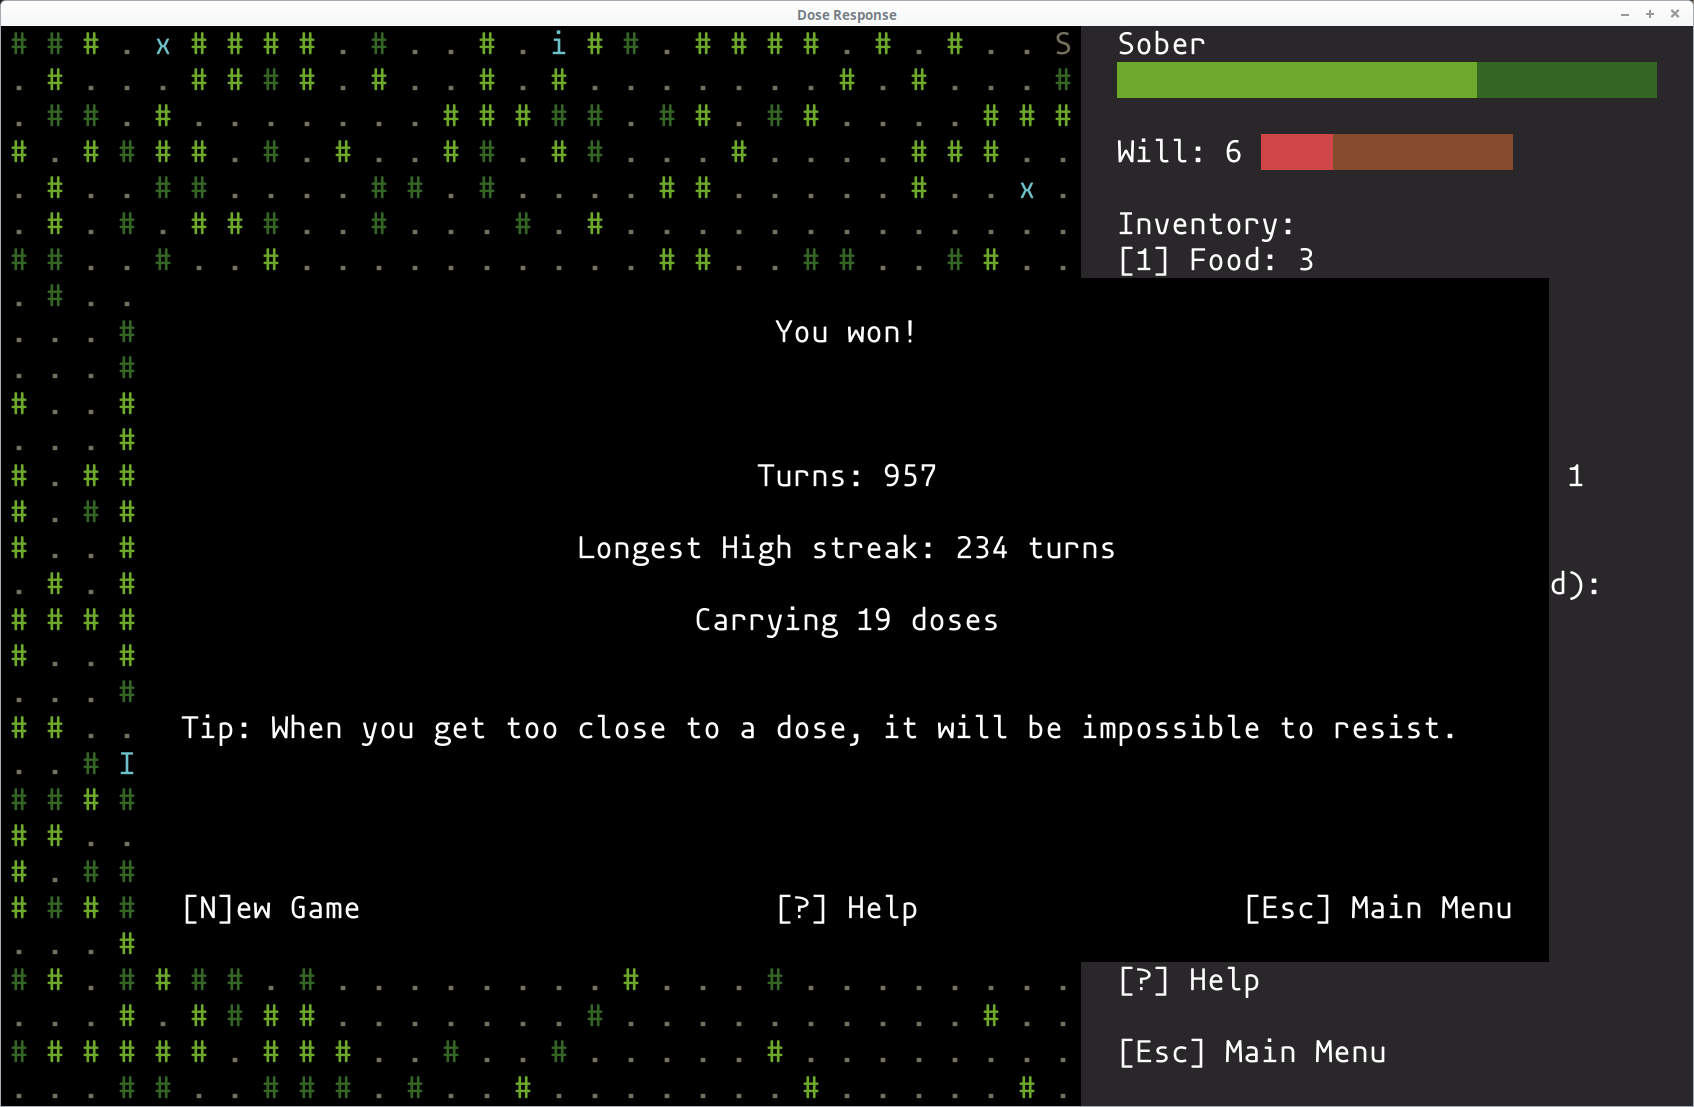 Dose Response
# # # . x # # # # . # . . # . i # # . # # # # . # . # . . S
. # . . . # # # # . # . . # . # . . . . . . . # . # . . . #
. # # . # . . . . . . . # # # # # . # # . # # . . . . # # #
# . # # # # . # . # . . # # . # # . . . # . . . . # # # . .
. # . . # # . . . . # # . # . . . . # # . . . . . # . . x .
. # . # . # # # . . # . . . # . # . . . . . . . . . . . . .
# # . . # . . # . . . . . . . . . . # # . . # # . . # # . .
Sober
Will: 6
Inventory:
[1] Food: 3
. # . .
. . . #
. . . #
# . . #
. . . #
# . # #
# . # #
# . . #
. # . #
# # # #
# . . #
. . . #
# # . .
. . # I
# # # #
# # . .
# . # #
# # # #
. . . #
You won!
Turns: 957
1
Longest High streak: 234 turns
d):
Carrying 19 doses
Tip: When you get too close to a dose, it will be impossible to resist.
[N]ew Game
[?] Help
[Esc] Main Menu
# # . # # # # . # . . . . . . . . # . . . # . . . . . . . .
. . . # . # # # # . . . . . . . # . . . . . . . . . . # . .
# # # # # # . # # # . . # . . # . . . . . # . . . . . . . .
. . . # # . . # # # . # . . # . . . . . . . # . . . . . # .
[?] Help
[Esc] Main Menu